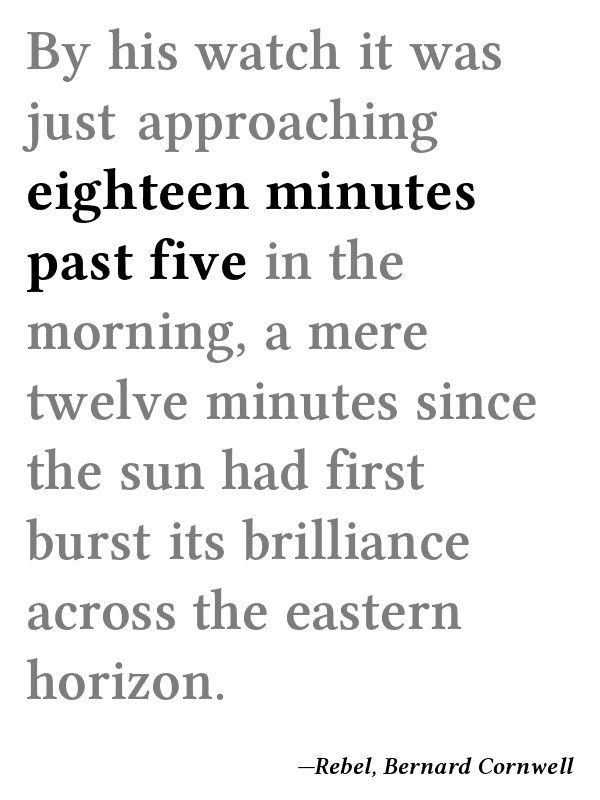 By his watch it was
just approaching
eighteen minutes
past five in the
morning, a mere
twelve minutes since
the sun had first
burst its brilliance
across the eastern
horizon.
—Rebel, Bernard Cornwell